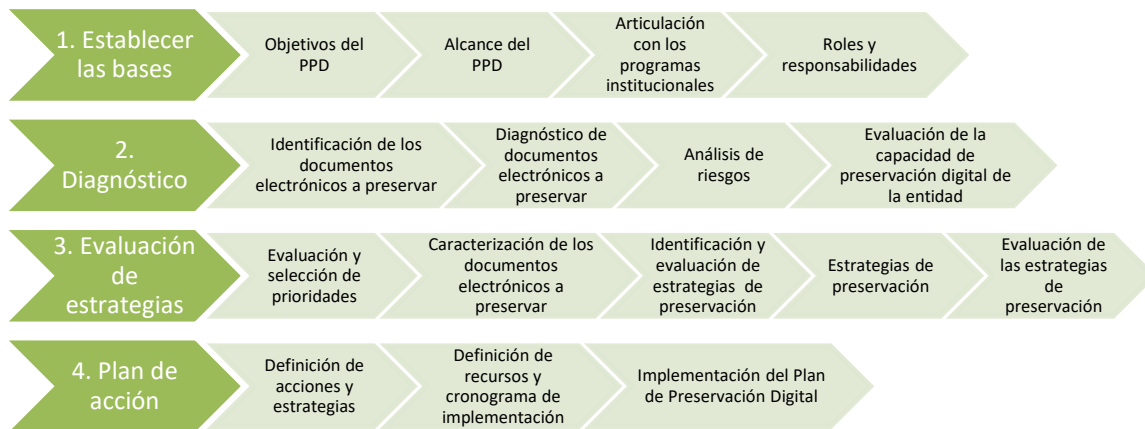 1. Establecer
las bases
Objetivos del
PPD
Alcance del
PPD
Articulación
con los
programas
institucionales
Roles y
responsabilidades
2.
Diagnóstico
Identificación de los
documentos
electrónicos a preservar
Diagnóstico de
documentos
electrónicos a
preservar
Análisis de
riesgos
Evaluación de la
capacidad de
preservación digital de
la entidad
3. Evaluación
de
estrategias
Evaluación y
selección de
prioridades
Caracterización de los
documentos
electrónicos a
preservar
Identificación y
evaluación de
estrategias de
preservación
Estrategias de
preservación
Evaluación de
las estrategias
de
preservación
4. Plan de
acción
Definición de
acciones y
estrategias
Definición de
recursos y
cronograma de
implementación
Implementación del Plan
de Preservación Digital